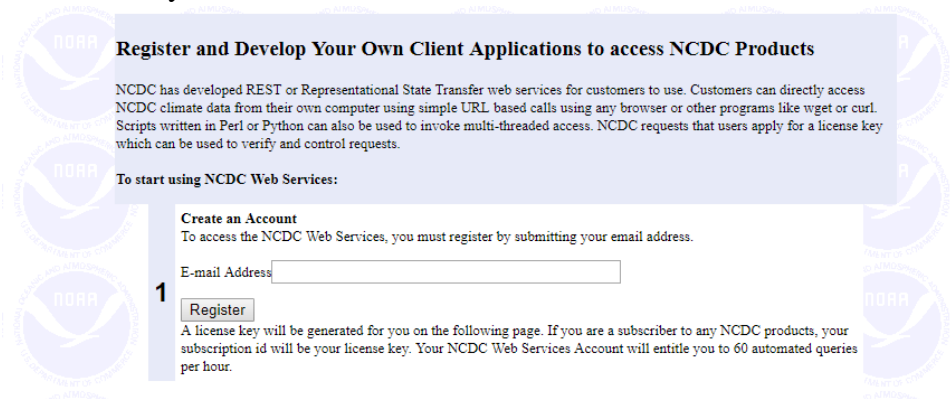 Register and Develop Your Own Client Applications to access NCDC Products
NCDC has developed REST or Representational State Transfer web services for customers to use. Customers can directly access
NCDC climate data from their own computer using simple URL based calls using any browser or other programs like wget or curl.
Scripts written in Perl or Python can also be used to invoke multi-threaded access. NCDC requests that users apply for a license key
which can be used to verify and control requests.
To start using NCDC Web Services:
1
Create an Account
To access the NCDC Web Services, you must register by submitting your email address.
E-mail Address
Register
A license key will be generated for you on the following page. If you are a subscriber to any NCDC products, your
subscription id will be your license key. Your NCDC Web Services Account will entitle you to 60 automated queries
per hour.
NOAA
NOAA
NOAA
NOAA